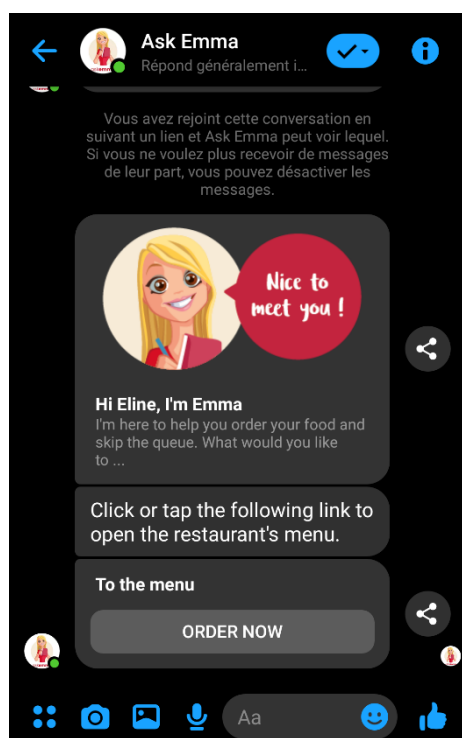 Ask Emma
Répond généralement i...
Vous avez rejoint cette conversation en
suivant un lien et Ask Emma peut voir lequel.
Si vous ne voulez plus recevoir de messages
de leur part, vous pouvez désactiver les
messages.
Nice to
meet you !
Hi Eline, I'm Emma
I'm here to help you order your food and
skip the queue. What would you like
to ...
Click or tap the following link to
open the restaurant's menu.
To the menu
ORDER NOW
Aa